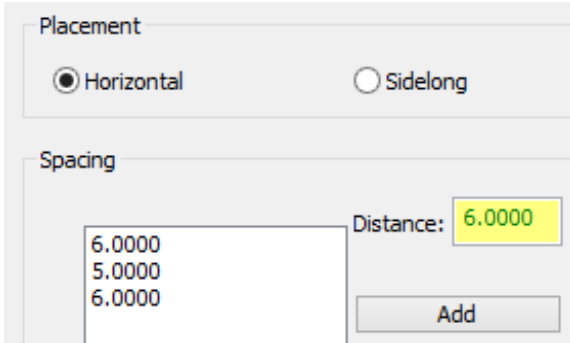 Placement
Horizontal Sidelong
Spacing
Distance: 6.0000
6.0000
5.0000
6.0000
Add